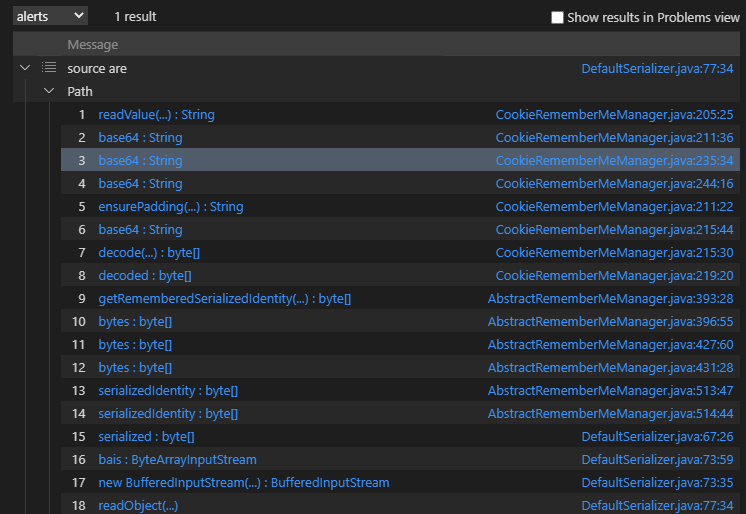 alerts 1 result Show results in Problems view
Message
source are DefaultSerializer.java:77:34
Path
1 readValue(...) : String CookieRememberMeManager.java:205:25
2 base64 : String CookieRememberMeManager.java:211:36
3 base64 : String CookieRememberMeManager.java:235:34
4 base64 : String CookieRememberMeManager.java:244:16
5 ensurePadding(...) : String CookieRememberMeManager.java:211:22
6 base64 : String CookieRememberMeManager.java:215:44
7 decode(...) : byte[] CookieRememberMeManager.java:215:30
8 decoded : byte[] CookieRememberMeManager.java:219:20
9 getRememberedSerializedIdentity(...) : byte[] AbstractRememberMeManager.java:393:28
10 bytes : byte[] AbstractRememberMeManager.java:396:55
11 bytes : byte[] AbstractRememberMeManager.java:427:60
12 bytes : byte[] AbstractRememberMeManager.java:431:28
13 serializedIdentity : byte[] AbstractRememberMeManager.java:513:47
14 serializedIdentity : byte[] AbstractRememberMeManager.java:514:44
15 serialized : byte[] DefaultSerializer.java:67:26
16 bais : ByteArrayInputStream DefaultSerializer.java:73:59
17 new BufferedInputStream(...) : BufferedInputStream DefaultSerializer.java:73:35
18 readObject(...) DefaultSerializer.java:77:34